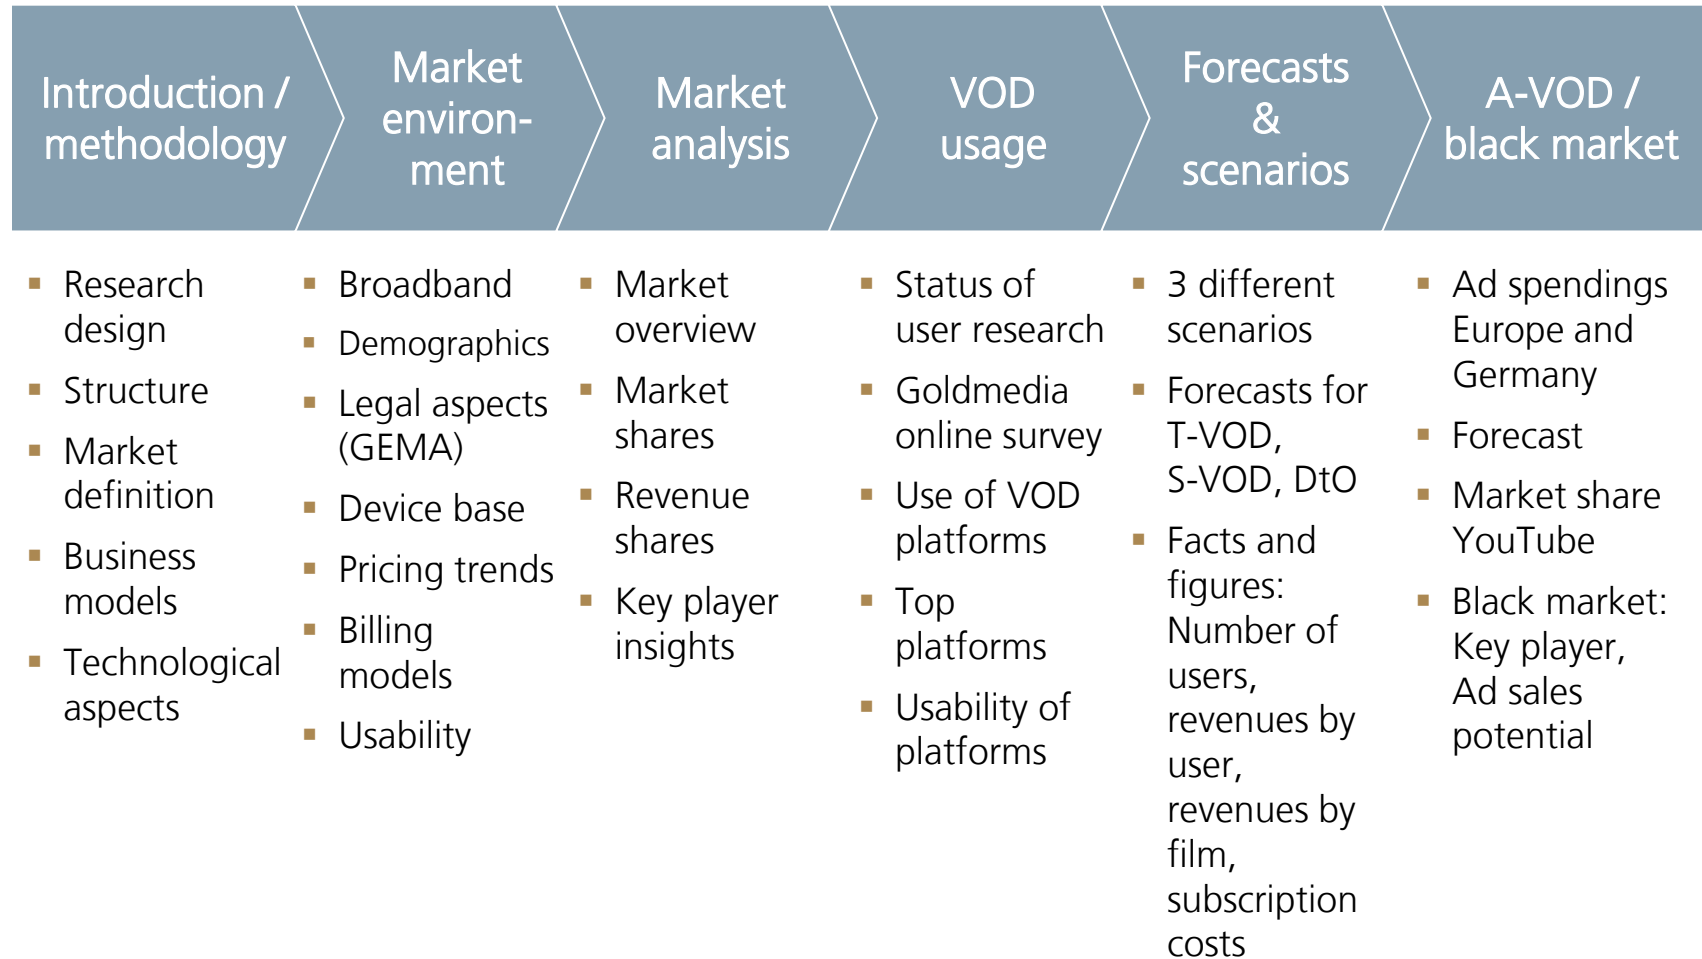 Introduction /
methodology
Market
environ-
ment
Market
analysis
VOD
usage
Forecasts
&
scenarios
A-VOD /
black market
Research
design
Structure
Market
definition
Business
models
Technological
aspects
Broadband
Demographics
Legal aspects
(GEMA)
Device base
Pricing trends
Billing
models
Usability
Market
overview
Market
shares
Revenue
shares
Key player
insights
Status of
user research
Goldmedia
online survey
Use of VOD
platforms
Top
platforms
Usability of
platforms
3 different
scenarios
Forecasts for
T-VOD,
S-VOD, DtO
Facts and
figures:
Number of
users,
revenues by
user,
revenues by
film,
subscription
costs
Ad spendings
Europe and
Germany
Forecast
Market share
YouTube
Black market:
Key player,
Ad sales
potential